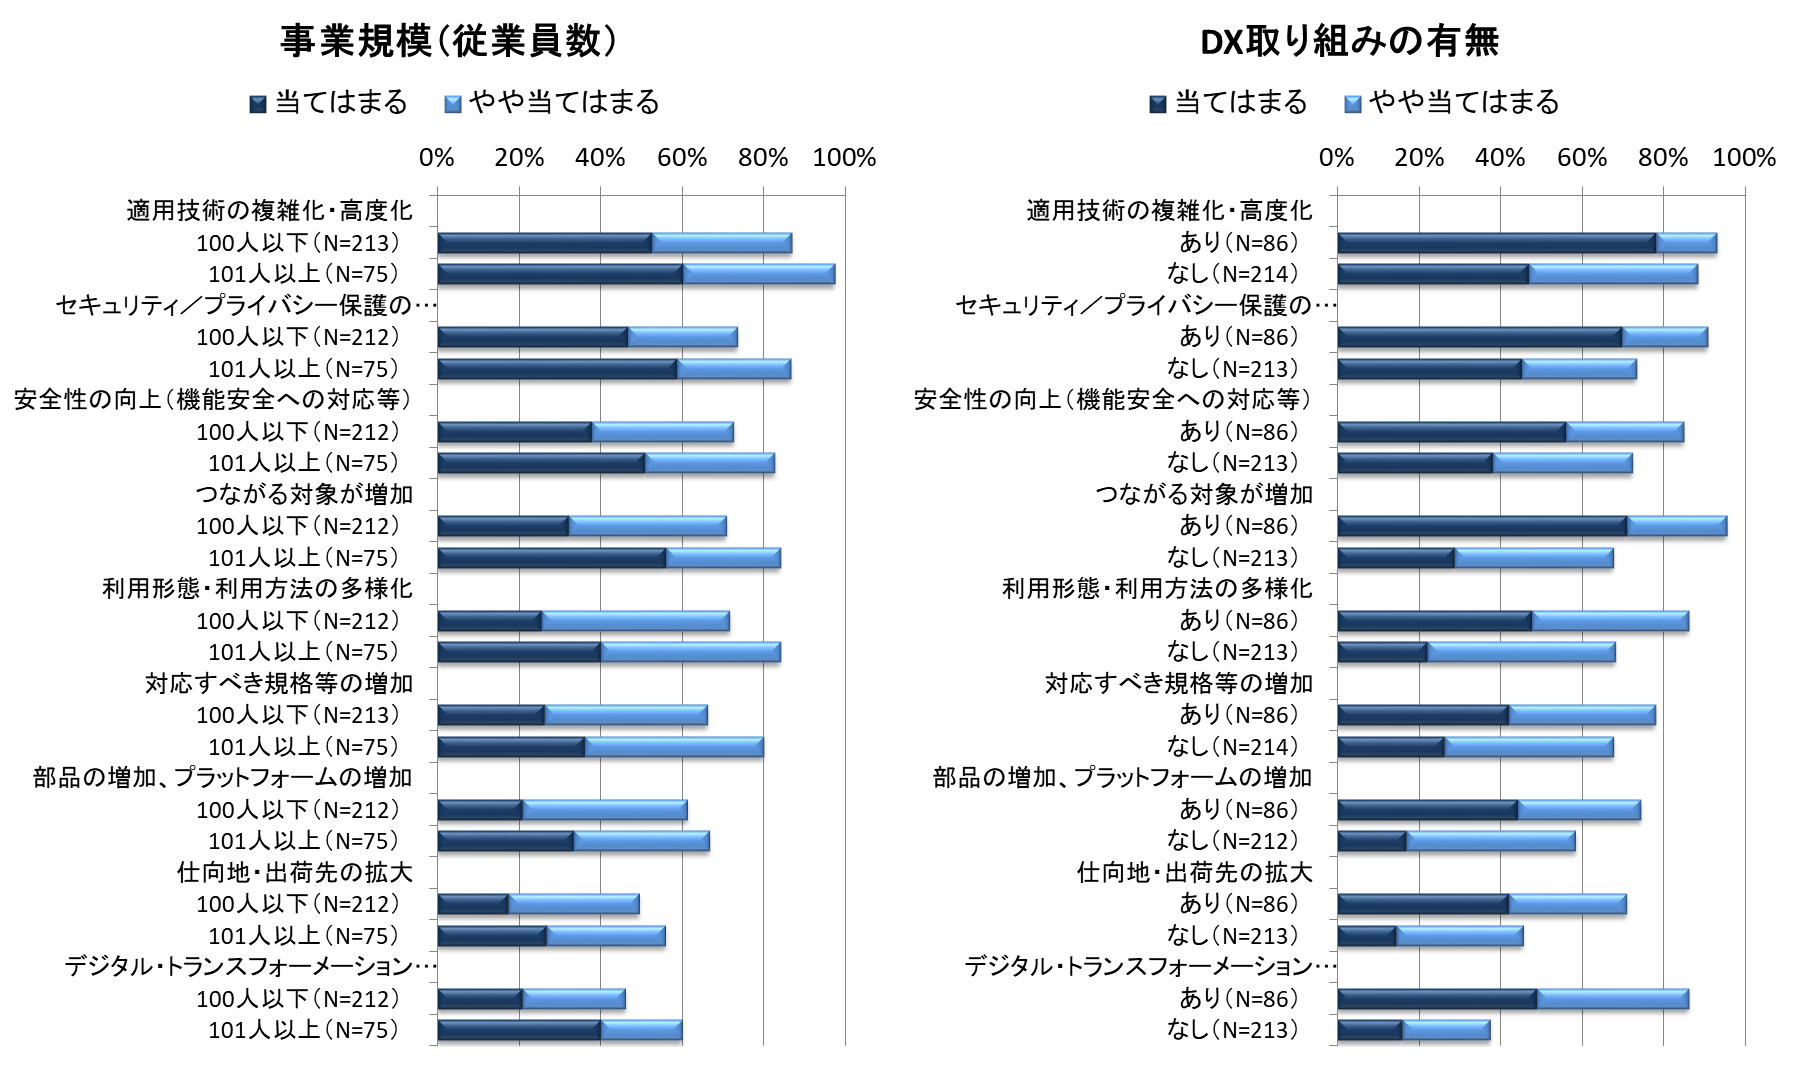 事業規模（従業員数）
当てはまる やや当てはまる
0% 20% 40% 60% 80% 100%
適用技術の複雑化・高度化
100人以下（N=213）
101人以上（N=75）
セキュリティ／プライバシー保護の…
100人以下（N=212）
101人以上（N=75）
安全性の向上（機能安全への対応等）
100人以下（N=212）
101人以上（N=75）
つながる対象が増加
100人以下（N=212）
101人以上（N=75）
利用形態・利用方法の多様化
100人以下（N=212）
101人以上（N=75）
対応すべき規格等の増加
100人以下（N=213）
101人以上（N=75）
部品の増加、プラットフォームの増加
100人以下（N=212）
101人以上（N=75）
仕向地・出荷先の拡大
100人以下（N=212）
101人以上（N=75）
デジタル・トランスフォーメーション…
100人以下（N=212）
101人以上（N=75）
DX取り組みの有無
当てはまる やや当てはまる
0% 20% 40% 60% 80% 100%
適用技術の複雑化・高度化
あり（N=86）
なし（N=214）
セキュリティ／プライバシー保護の…
あり（N=86）
なし（N=213）
安全性の向上（機能安全への対応等）
あり（N=86）
なし（N=213）
つながる対象が増加
あり（N=86）
なし（N=213）
利用形態・利用方法の多様化
あり（N=86）
なし（N=213）
対応すべき規格等の増加
あり（N=86）
なし（N=214）
部品の増加、プラットフォームの増加
あり（N=86）
なし（N=212）
仕向地・出荷先の拡大
あり（N=86）
なし（N=213）
デジタル・トランスフォーメーション…
あり（N=86）
なし（N=213）